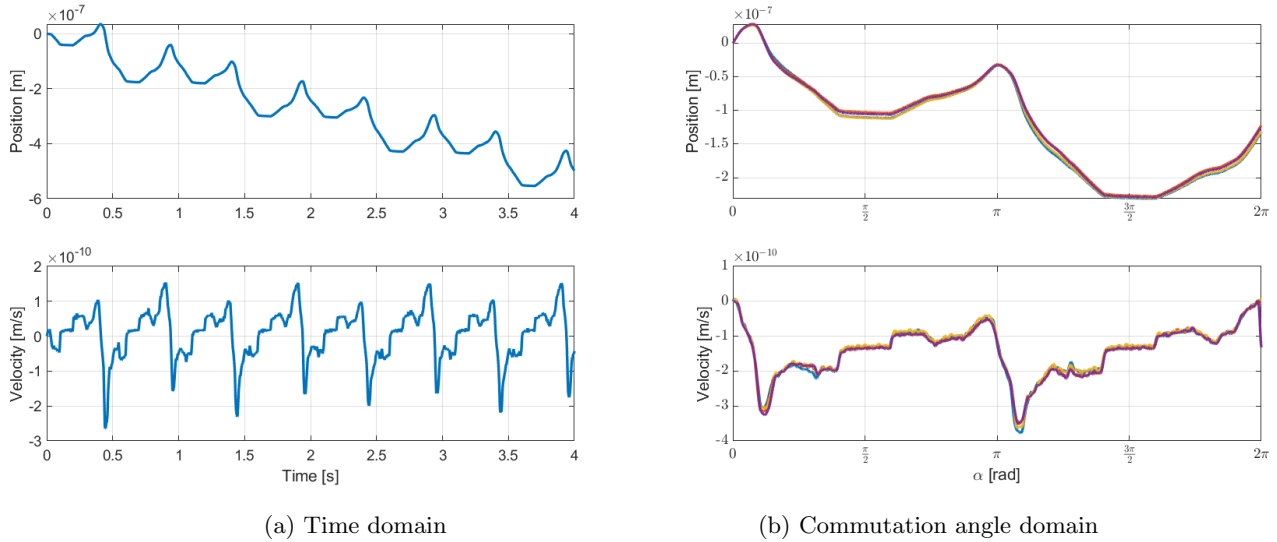 ×10⁻⁷
0
-2
-4
-6
Position [m]
0 0.5 1 1.5 2 2.5 3 3.5 4
×10⁻¹⁰
2
1
0
-1
-2
-3
Velocity [m/s]
0 0.5 1 1.5 2 2.5 3 3.5 4
Time [s]
(a) Time domain
×10⁻⁷
0
-0.5
-1
-1.5
-2
Position [m]
0 π/2 π 3π/2 2π
×10⁻¹⁰
1
0
-1
-2
-3
-4
Velocity [m/s]
0 π/2 π 3π/2 2π
α [rad]
(b) Commutation angle domain